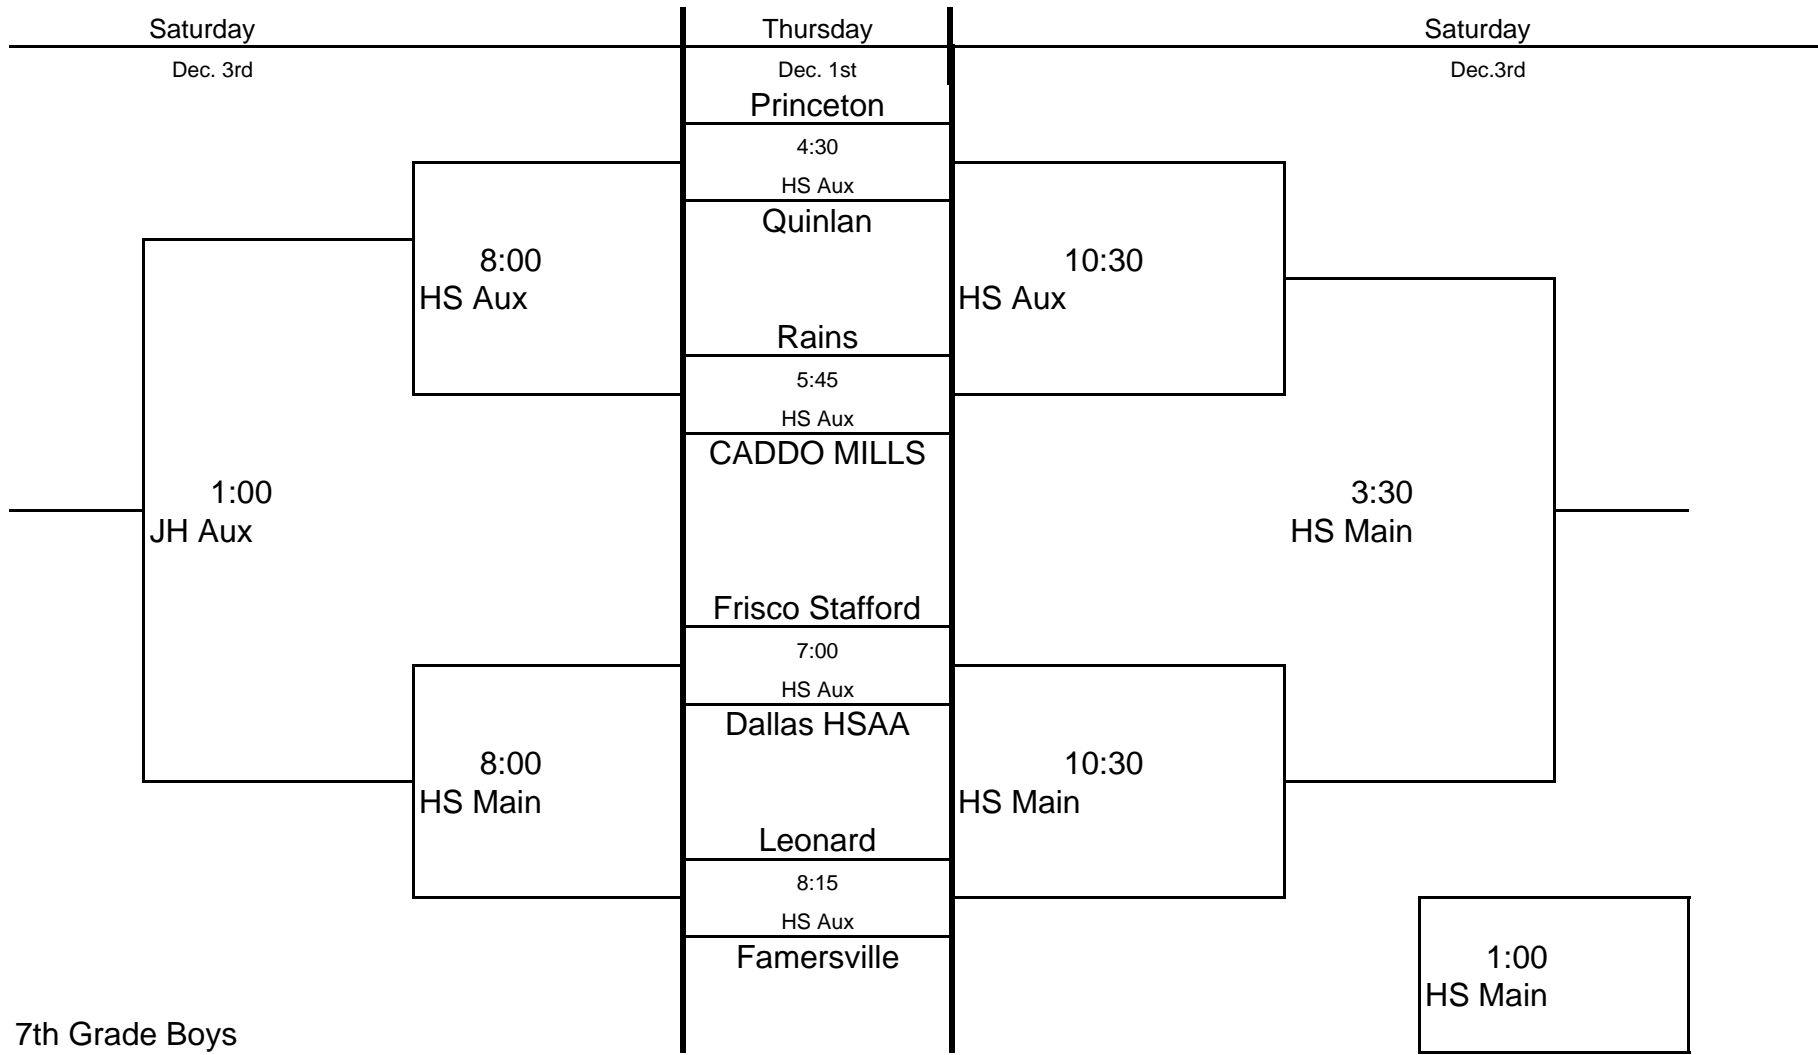 Saturday Thursday Saturday
Dec. 3rd Dec. 1st Dec.3rd
Princeton
4:30
HS Aux
Quinlan
8:00 10:30
HS Aux HS Aux
Rains
5:45
HS Aux
CADDO MILLS
1:00 3:30
JH Aux HS Main
Frisco Stafford
7:00
HS Aux
Dallas HSAA
8:00 10:30
HS Main HS Main
Leonard
8:15
HS Aux
Famersville
1:00
HS Main
7th Grade Boys